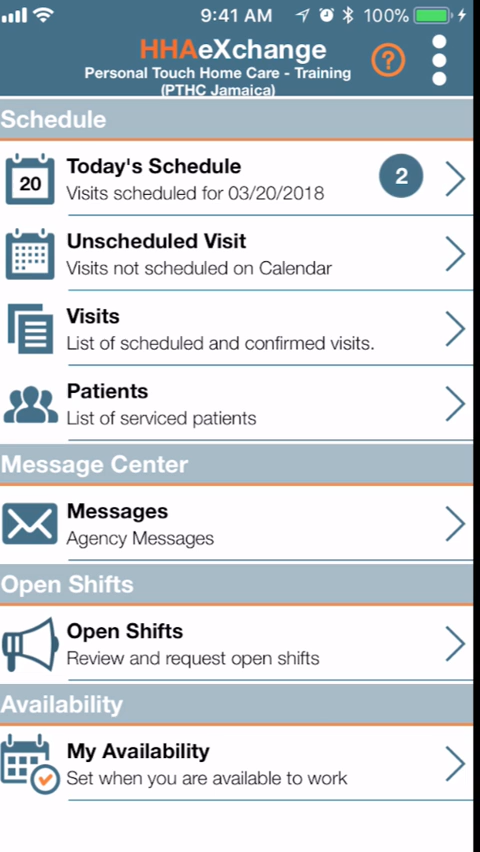 9:41 AM
100%
HHAeXchange
?
Personal Touch Home Care - Training
(PTHC Jamaica)
Schedule
20
Today's Schedule
Visits scheduled for 03/20/2018
2
Unscheduled Visit
Visits not scheduled on Calendar
Visits
List of scheduled and confirmed visits.
Patients
List of serviced patients
Message Center
Messages
Agency Messages
Open Shifts
Open Shifts
Review and request open shifts
Availability
My Availability
Set when you are available to work